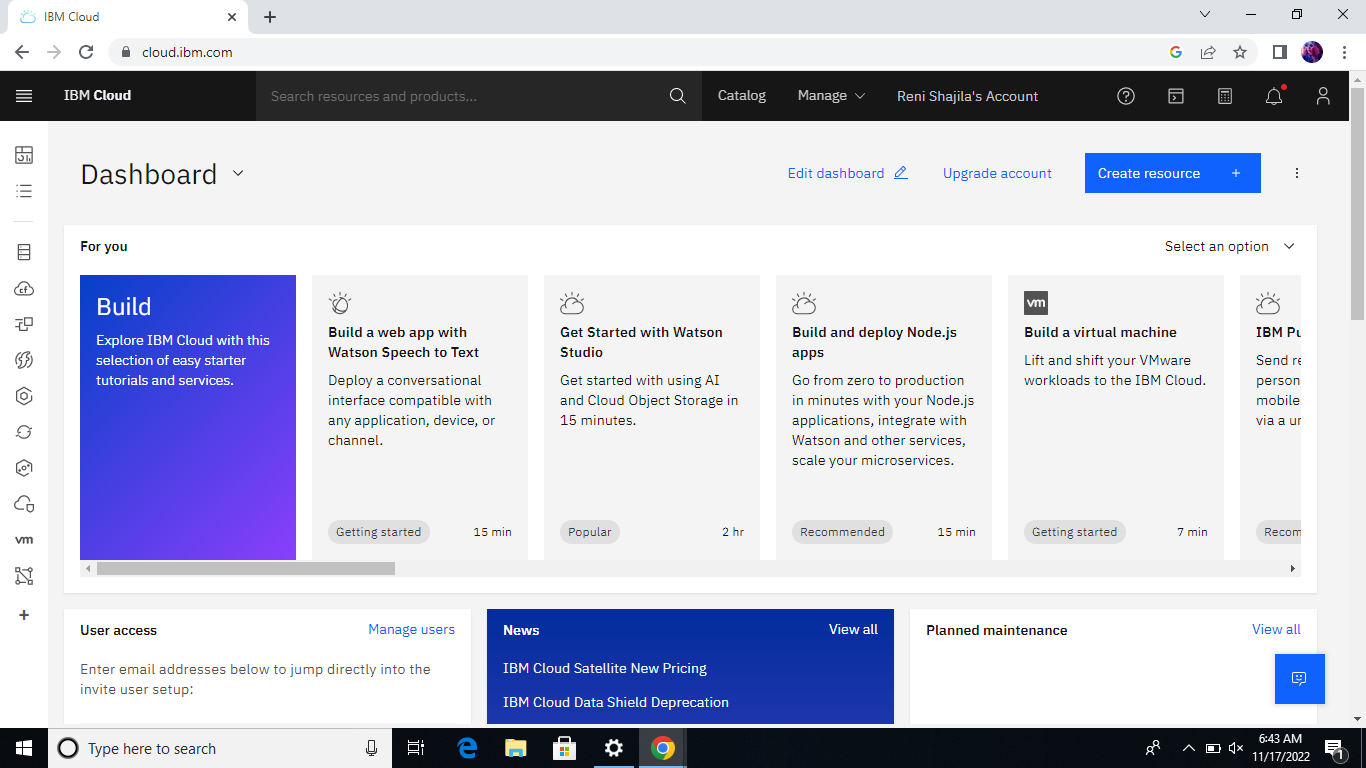 IBM Cloud
cloud.ibm.com
IBM Cloud
Search resources and products...
Catalog
Manage
Reni Shajila's Account
Dashboard
Edit dashboard
Upgrade account
Create resource +
For you
Select an option
Build
Explore IBM Cloud with this
selection of easy starter
tutorials and services.
Build a web app with
Watson Speech to Text
Deploy a conversational
interface compatible with
any application, device, or
channel.
Getting started
15 min
Get Started with Watson
Studio
Get started with using AI
and Cloud Object Storage in
15 minutes.
Popular
2 hr
Build and deploy Node.js
apps
Go from zero to production
in minutes with your Node.js
applications, integrate with
Watson and other services,
scale your microservices.
Recommended
15 min
vm
Build a virtual machine
Lift and shift your VMware
workloads to the IBM Cloud.
Getting started
7 min
IBM Pu
Send re
person
mobile
via a u
Recom
cf
vm
User access
Manage users
Enter email addresses below to jump directly into the
invite user setup:
News
View all
IBM Cloud Satellite New Pricing
IBM Cloud Data Shield Deprecation
Planned maintenance
View all
Type here to search
6:43 AM
11/17/2022
1